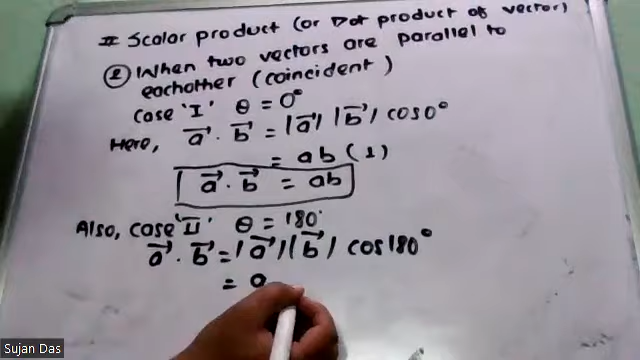 II Scalar product (or Dot product of vector)
② When two vectors are parallel to
eachother (coincident)
Case 'I' θ = 0°
Here, a⃗ . b⃗ = |a⃗| |b⃗| cos0°
= ab (1)
a⃗ . b⃗ = ab
Also, case 'II' θ = 180°
a⃗ . b⃗ = |a⃗| |b⃗| cos180°
= a
Sujan Das